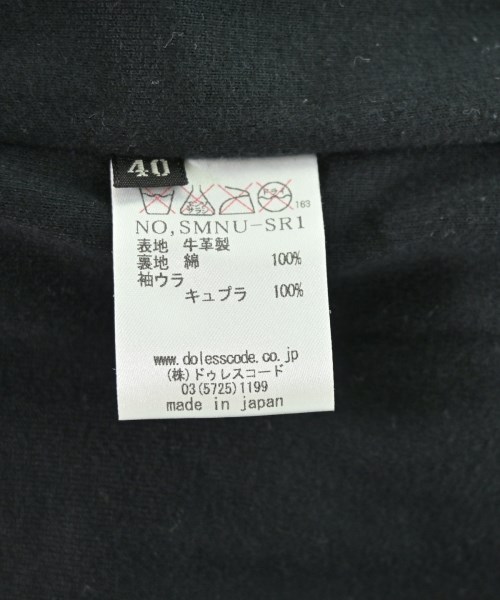 40
163
NO,SMNU-SR1
表地 牛革製
裏地 綿 100%
袖ウラ
キュプラ 100%
www.dolesscode.co.jp
(株)ドゥレスコード
03(5725)1199
made in japan